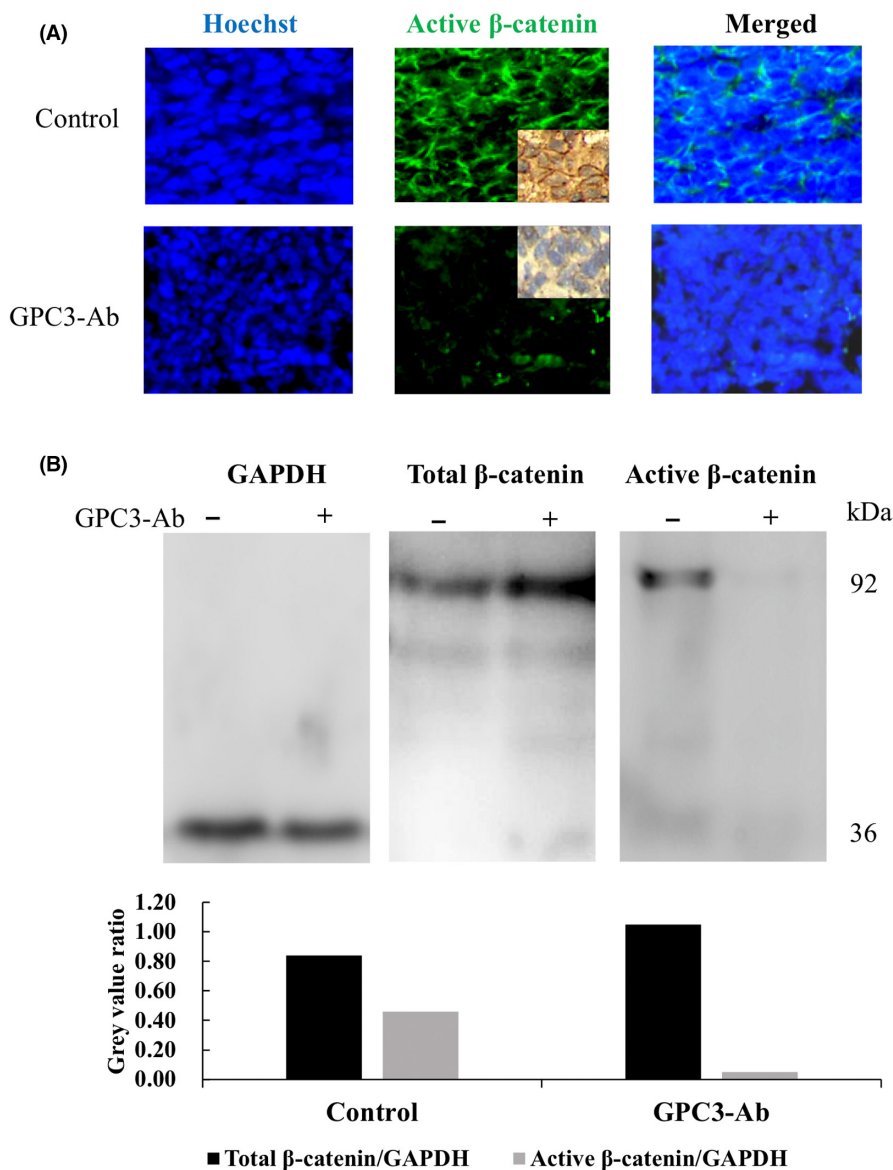 (A)
Hoechst Active β-catenin Merged
Control
GPC3-Ab
(B)
GAPDH Total β-catenin Active β-catenin
GPC3-Ab – + – + – + kDa
92
36
Grey value ratio
1.20
1.00
0.80
0.60
0.40
0.20
0.00
Control GPC3-Ab
Total β-catenin/GAPDH Active β-catenin/GAPDH